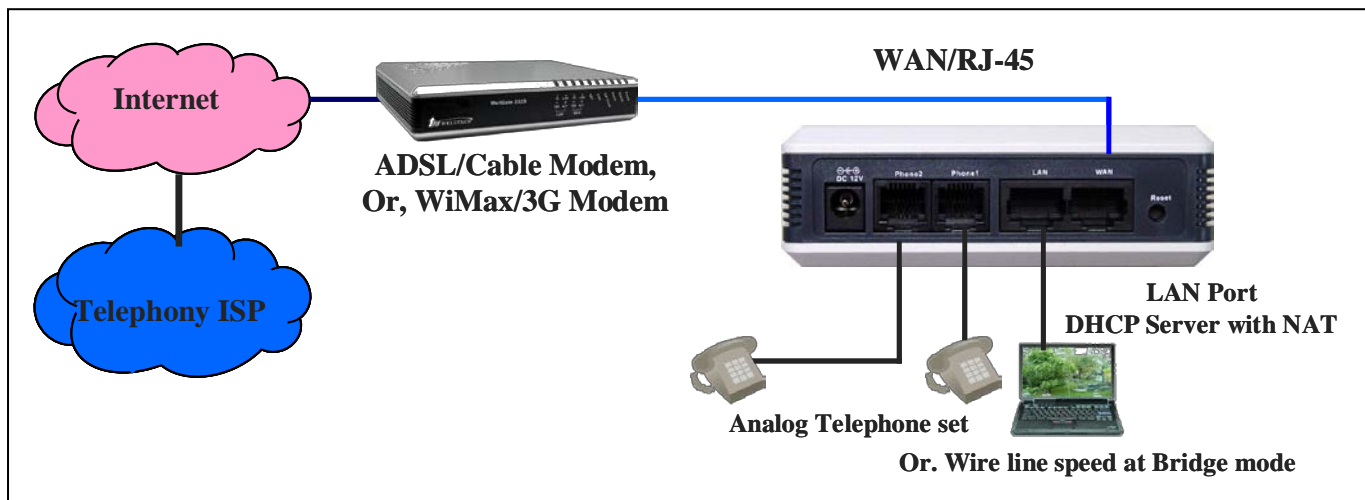 Internet
Telephony ISP
ADSL/Cable Modem,
Or, WiMax/3G Modem
WAN/RJ-45
DC 12V
Phone2
Phone1
LAN
WAN
Reset
LAN Port
DHCP Server with NAT
Analog Telephone set
Or. Wire line speed at Bridge mode